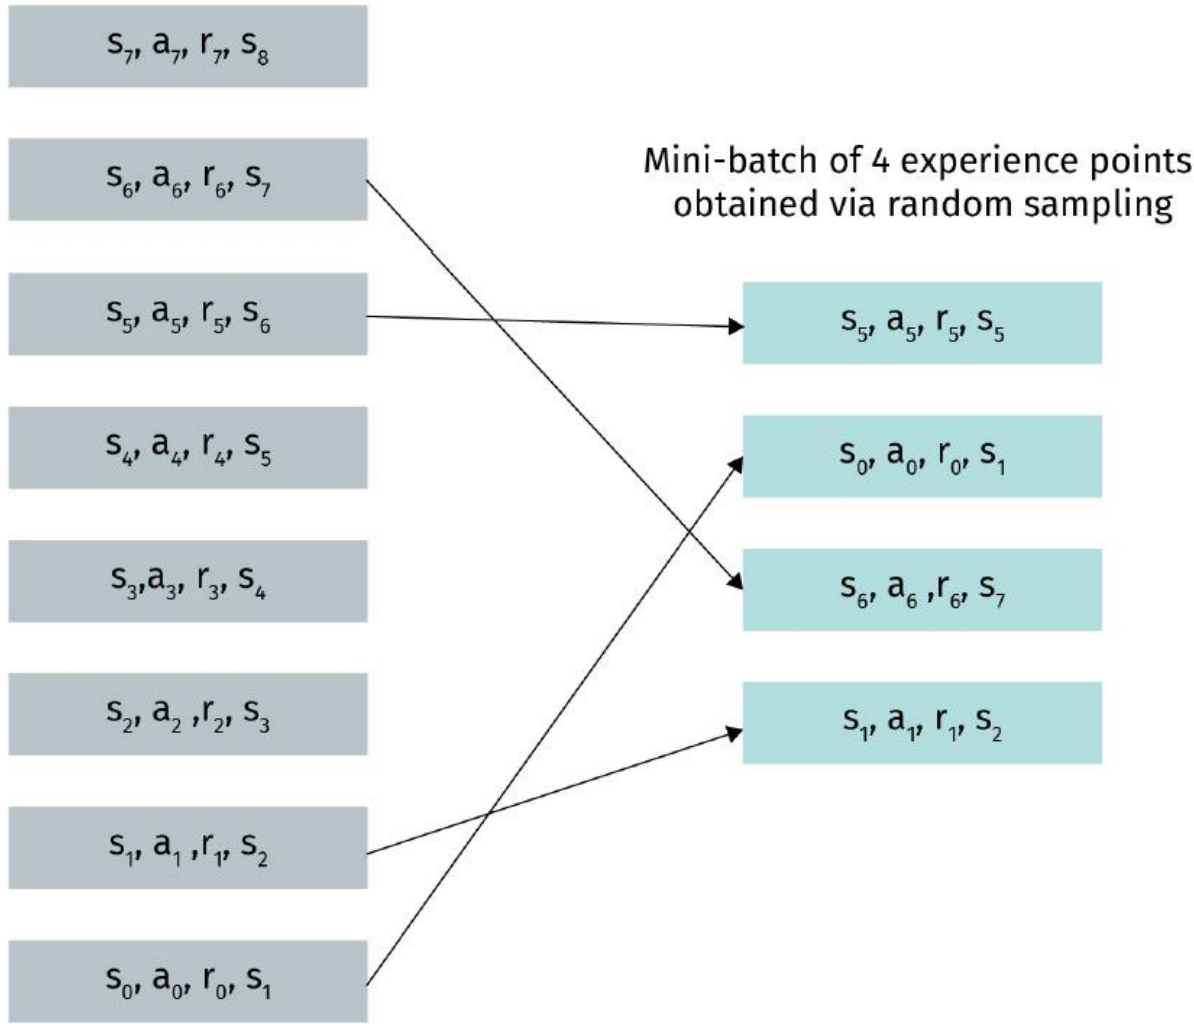 s₇, a₇, r₇, s₈
s₆, a₆, r₆, s₇
s₅, a₅, r₅, s₆
s₄, a₄, r₄, s₅
s₃,a₃, r₃, s₄
s₂, a₂ ,r₂, s₃
s₁, a₁ ,r₁, s₂
s₀, a₀, r₀, s₁
Mini-batch of 4 experience points
obtained via random sampling
s₅, a₅, r₅, s₅
s₀, a₀, r₀, s₁
s₆, a₆ ,r₆, s₇
s₁, a₁, r₁, s₂